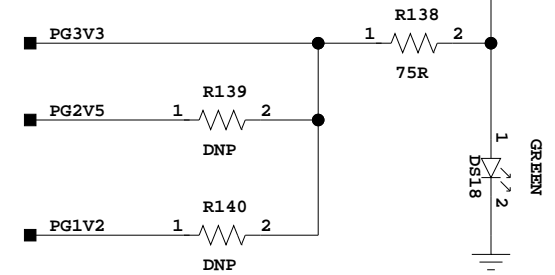 R138
PG3V3
1
2
75R
R139
PG2V5
1
2
DNP
1
GREEN
DS18
2
R140
PG1V2
1
2
DNP